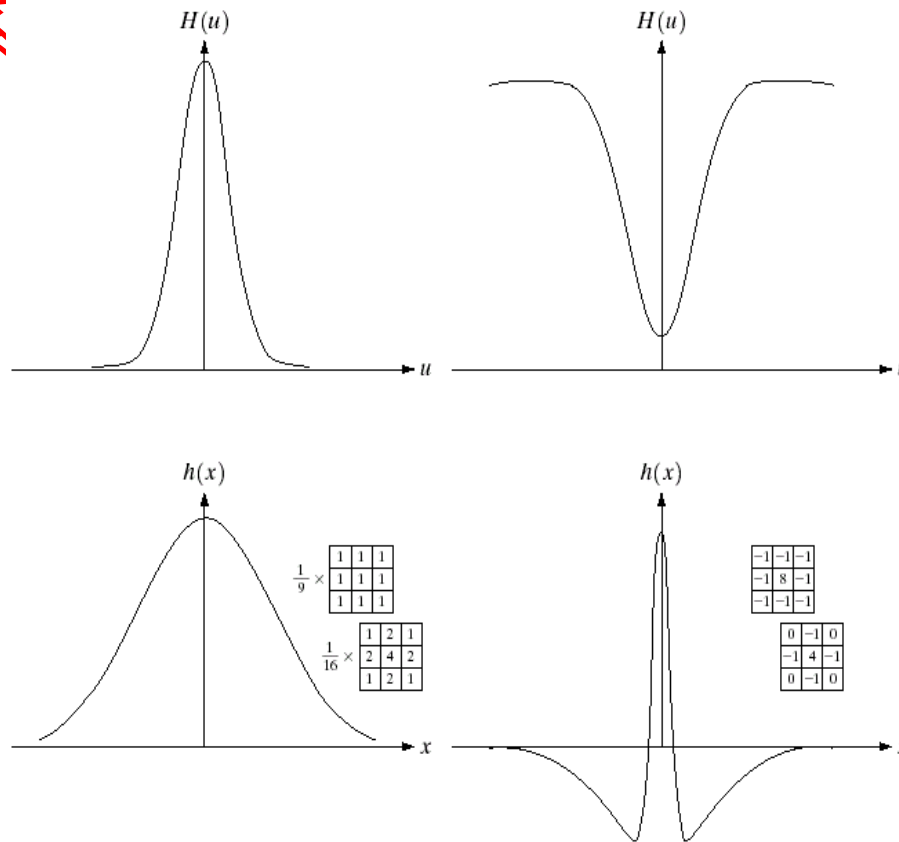 H(u)
H(u)
u
h(x)
h(x)
1/9 ×
1 1 1
1 1 1
1 1 1
1/16 ×
1 2 1
2 4 2
1 2 1
−1 −1 −1
−1 8 −1
−1 −1 −1
0 −1 0
−1 4 −1
0 −1 0
x